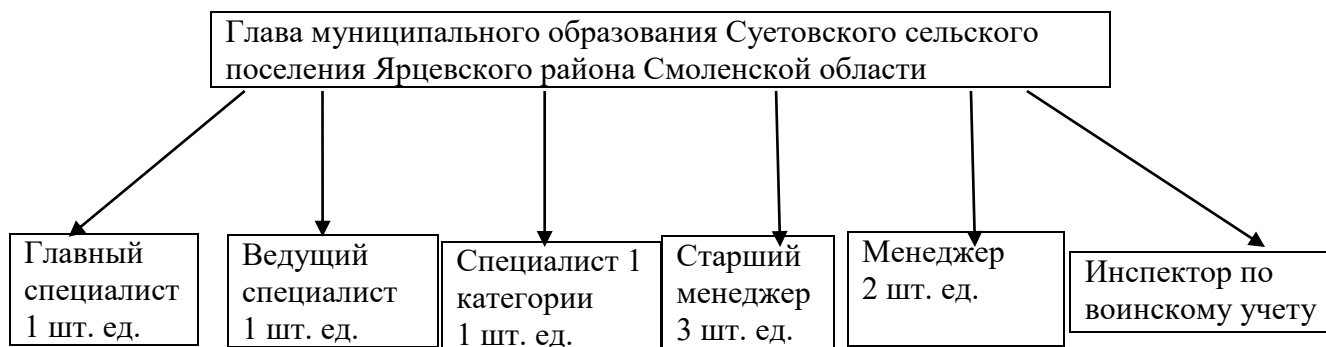 Глава муниципального образования Суетовского сельского
поселения Ярцевского района Смоленской области
Главный
специалист
1 шт. ед.
Ведущий
специалист
1 шт. ед.
Специалист 1
категории
1 шт. ед.
Старший
менеджер
3 шт. ед.
Менеджер
2 шт. ед.
Инспектор по
воинскому учету